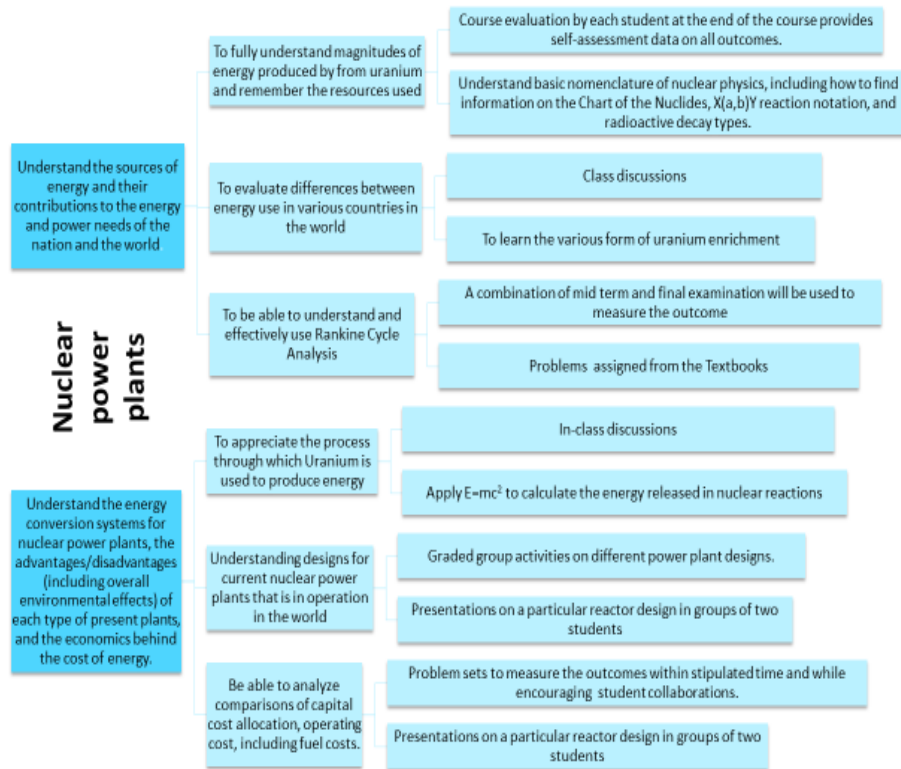 Course evaluation by each student at the end of the course provides
self-assessment data on all outcomes.
To fully understand magnitudes of
energy produced by from uranium
and remember the resources used
Understand basic nomenclature of nuclear physics, including how to find
information on the Chart of the Nuclides, X(a,b)Y reaction notation, and
radioactive decay types.
Understand the sources of
energy and their
contributions to the energy
and power needs of the
nation and the world.
To evaluate differences between
energy use in various countries in
the world
Class discussions
To learn the various form of uranium enrichment
To be able to understand and
effectively use Rankine Cycle
Analysis
A combination of mid term and final examination will be used to
measure the outcome
Problems assigned from the Textbooks
Nuclear
power
plants
To appreciate the process
through which Uranium is
used to produce energy
In-class discussions
Apply E=mc² to calculate the energy released in nuclear reactions
Understand the energy
conversion systems for
nuclear power plants, the
advantages/disadvantages
(including overall
environmental effects) of
each type of present plants,
and the economics behind
the cost of energy.
Understanding designs for
current nuclear power
plants that is in operation
in the world
Graded group activities on different power plant designs.
Presentations on a particular reactor design in groups of two
students
Be able to analyze
comparisons of capital
cost allocation, operating
cost, including fuel costs.
Problem sets to measure the outcomes within stipulated time and while
encouraging student collaborations.
Presentations on a particular reactor design in groups of two
students